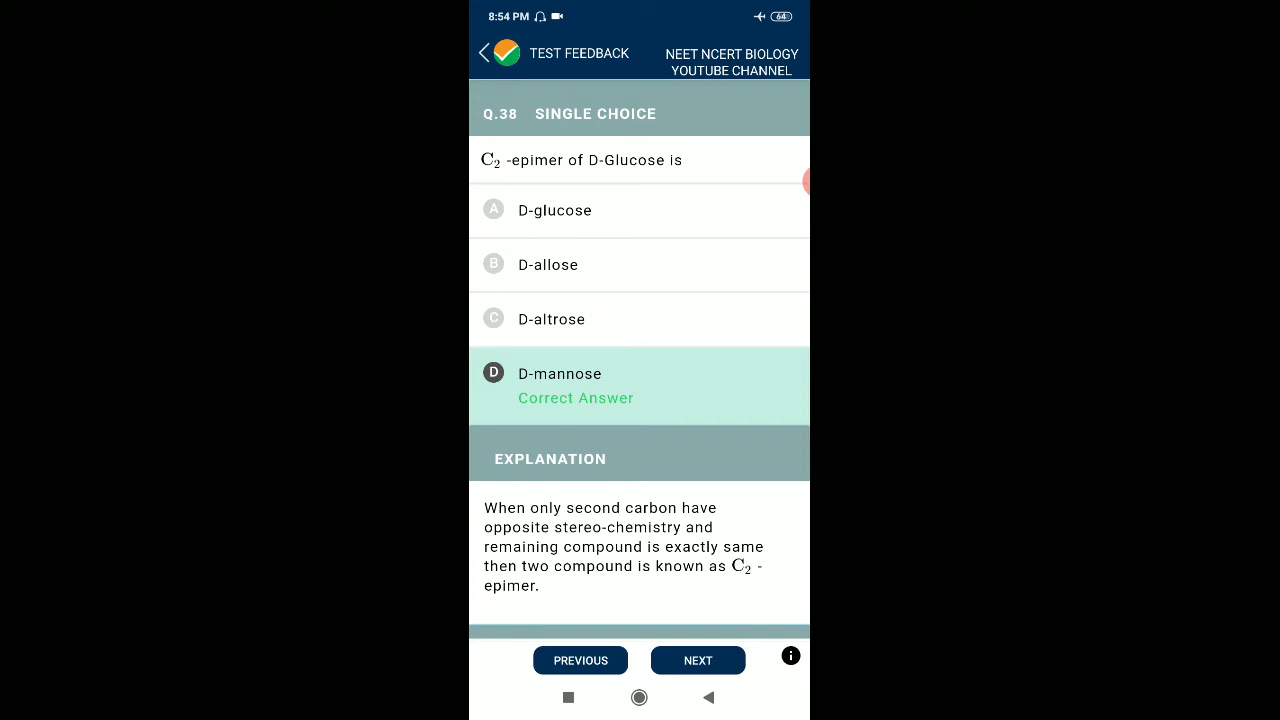 8:54 PM
64
TEST FEEDBACK
NEET NCERT BIOLOGY
YOUTUBE CHANNEL
Q.38 SINGLE CHOICE
C₂ -epimer of D-Glucose is
A D-glucose
B D-allose
C D-altrose
D D-mannose
Correct Answer
EXPLANATION
When only second carbon have
opposite stereo-chemistry and
remaining compound is exactly same
then two compound is known as C₂ -
epimer.
PREVIOUS
NEXT
i